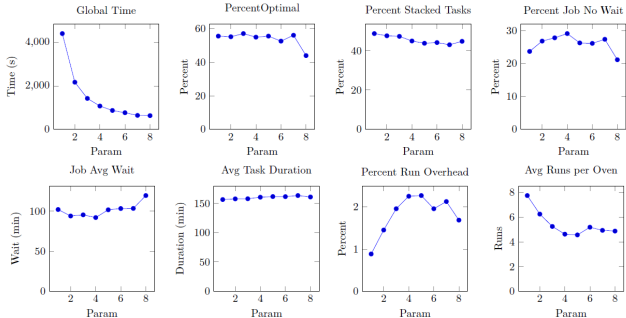 Global Time
4,000
2,000
0
Time (s)
2 4 6 8
Param
PercentOptimal
60
40
20
0
Percent
2 4 6 8
Param
Percent Stacked Tasks
40
20
0
Percent
2 4 6 8
Param
Percent Job No Wait
30
20
10
0
Percent
2 4 6 8
Param
Job Avg Wait
100
50
0
Wait (min)
2 4 6 8
Param
Avg Task Duration
150
100
50
0
Duration (min)
2 4 6 8
Param
Percent Run Overhead
2
1
0
Percent
2 4 6 8
Param
Avg Runs per Oven
8
6
4
2
0
Runs
2 4 6 8
Param